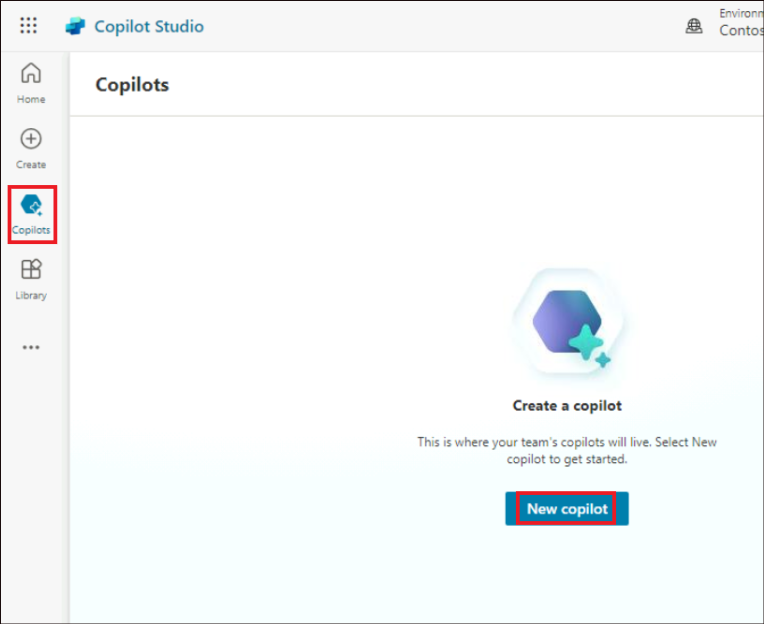 Copilot Studio
Environm
Contos
Home
Create
Copilots
Library
Copilots
Create a copilot
This is where your team's copilots will live. Select New
copilot to get started.
New copilot